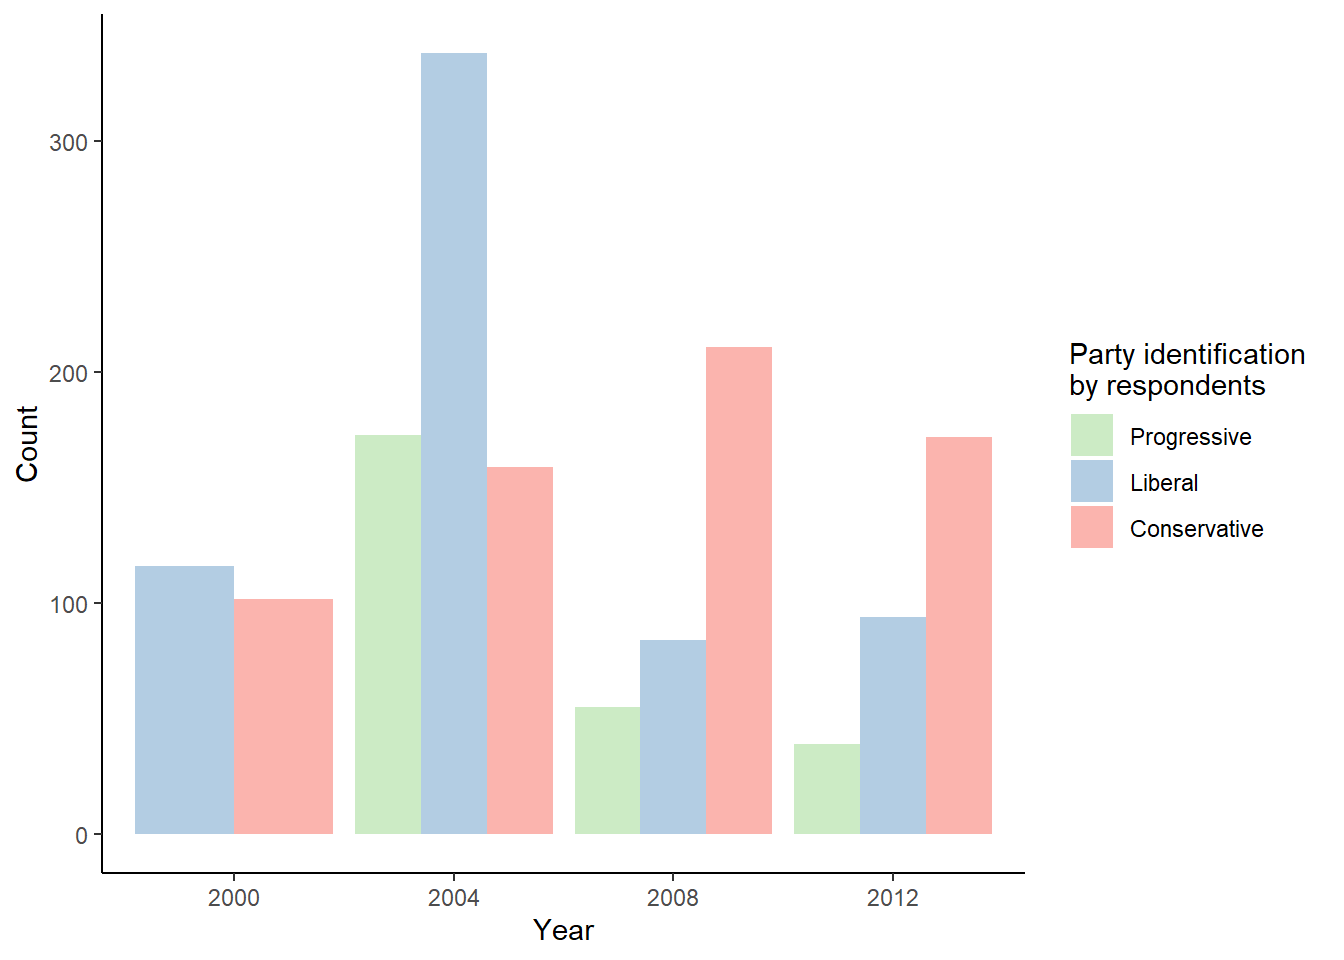 300
200
100
0
Count
2000 2004 2008 2012
Year
Party identification
by respondents
Progressive
Liberal
Conservative